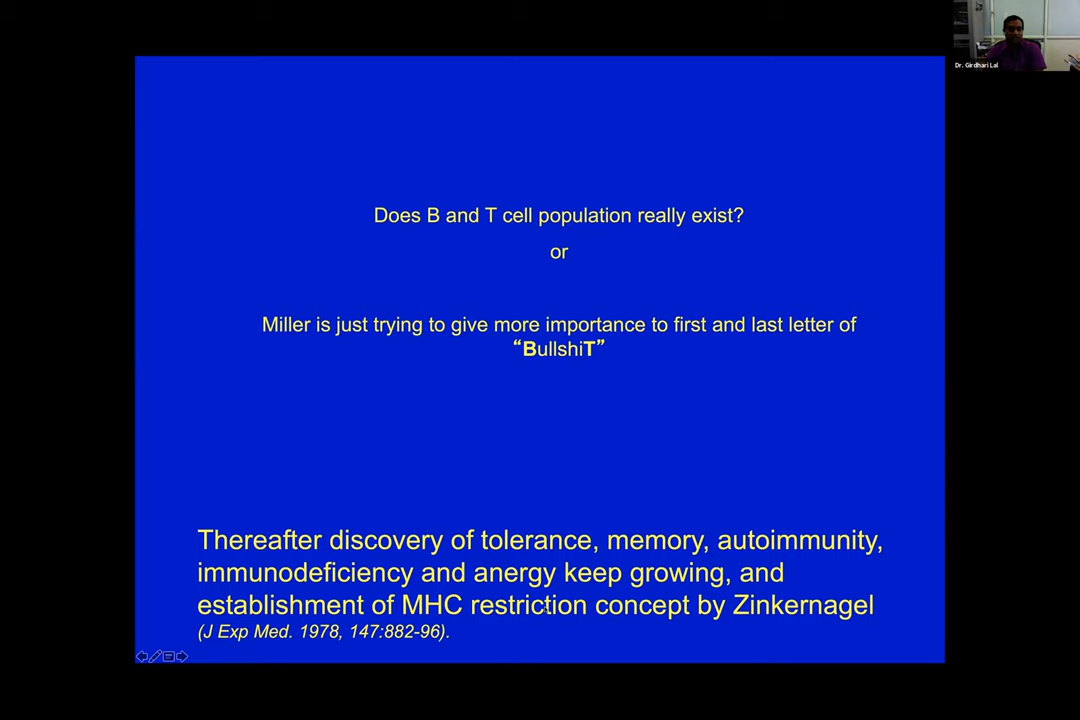 Dr. Girdhari Lal
Does B and T cell population really exist?
or
Miller is just trying to give more importance to first and last letter of
“BullshiT”
Thereafter discovery of tolerance, memory, autoimmunity,
immunodeficiency and anergy keep growing, and
establishment of MHC restriction concept by Zinkernagel
(J Exp Med. 1978, 147:882-96).